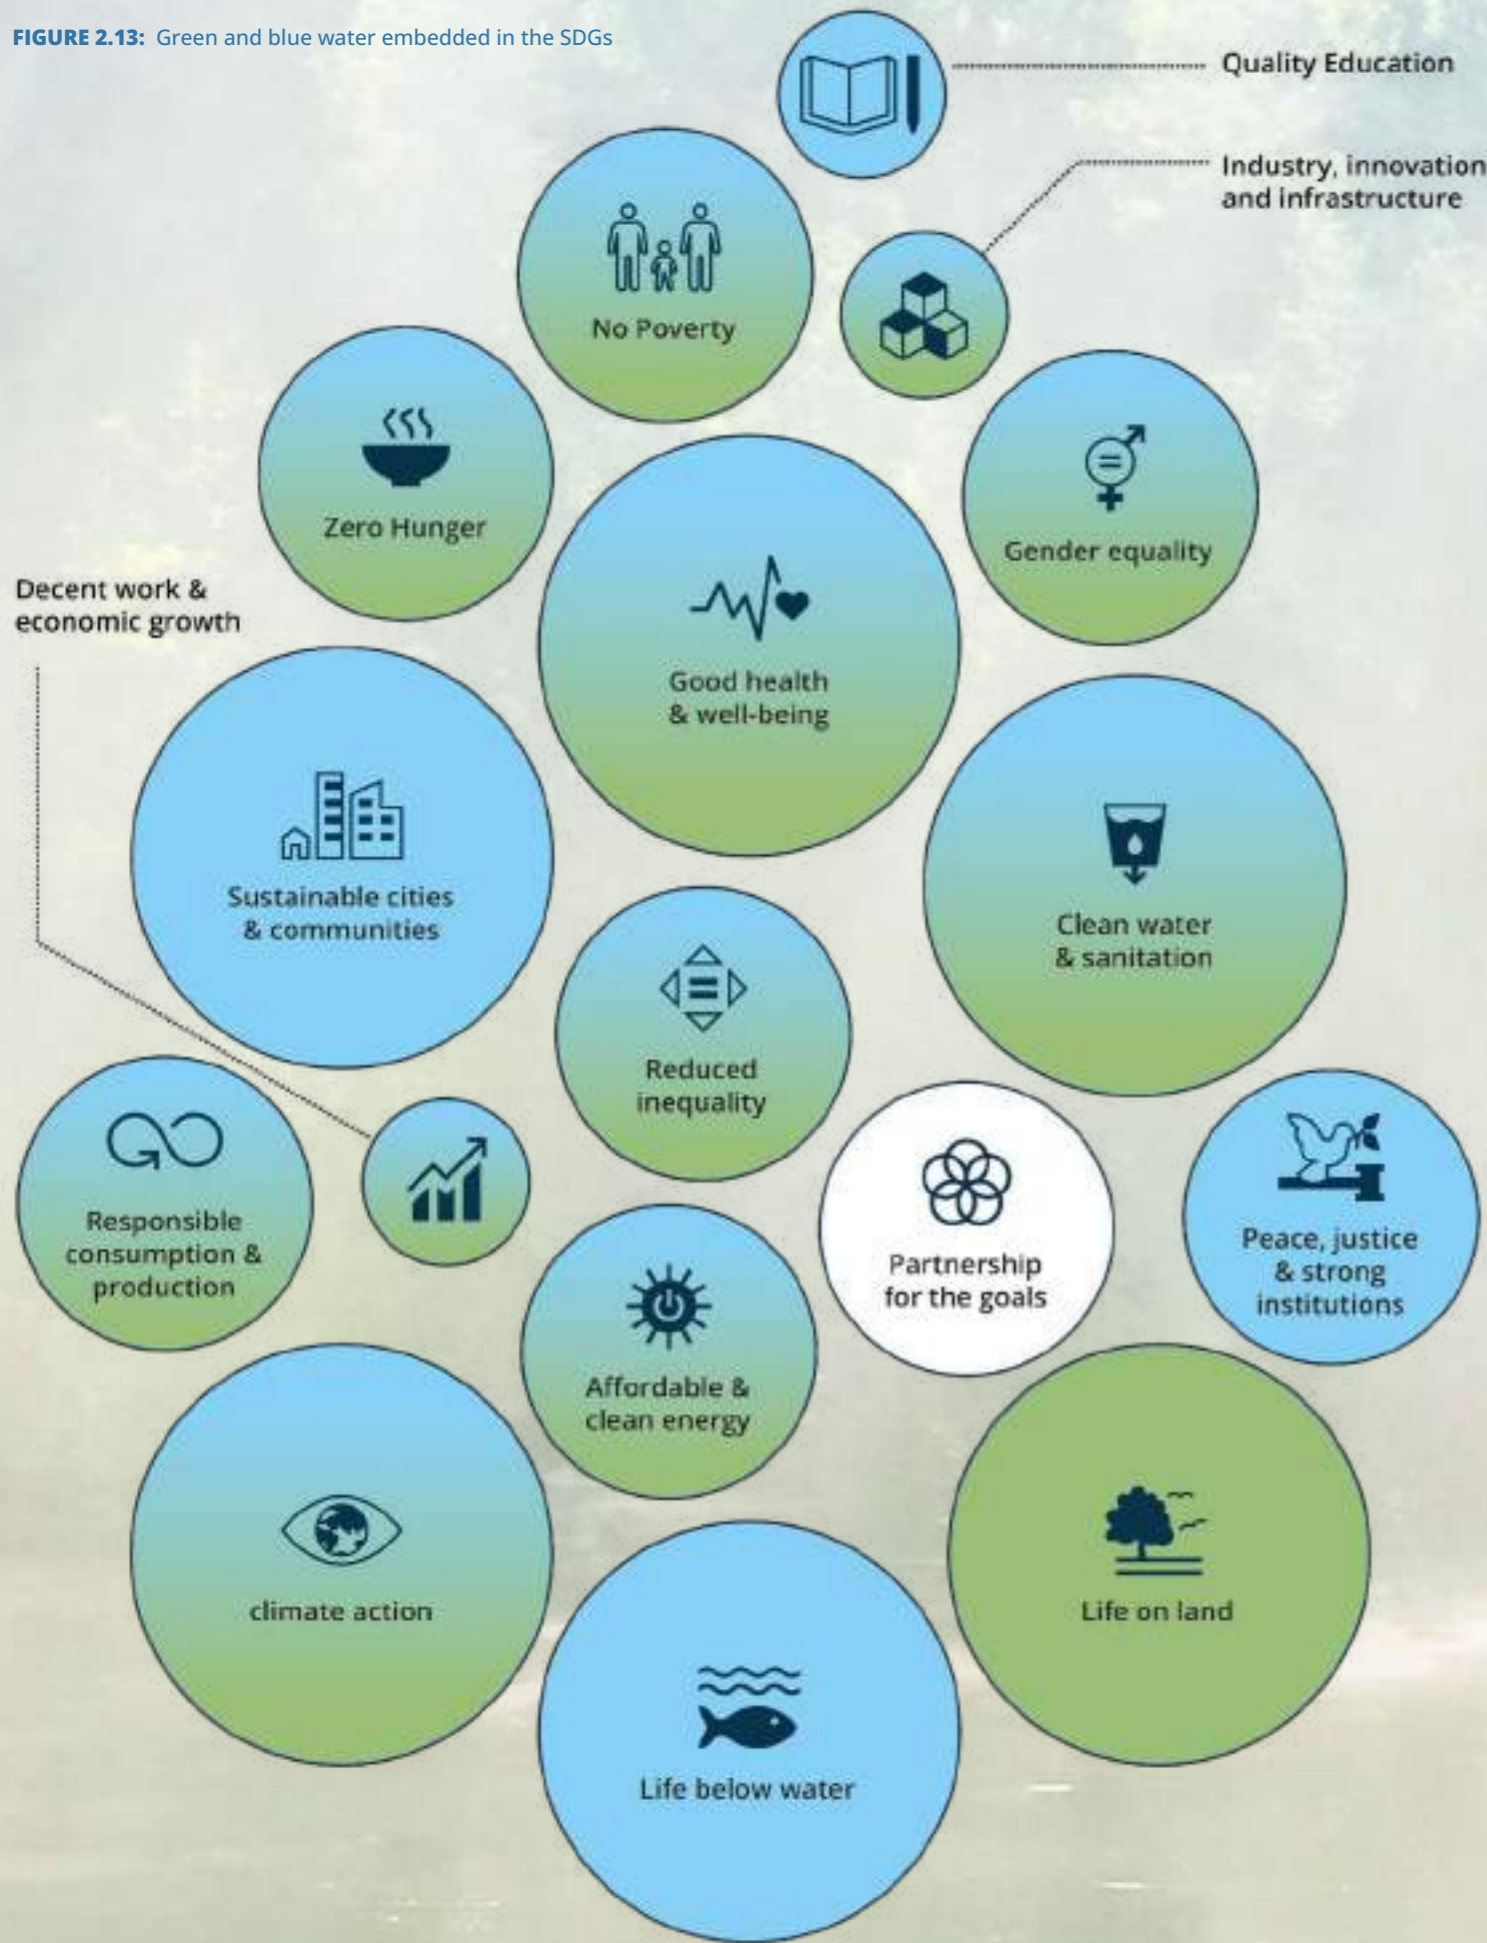 FIGURE 2.13: Green and blue water embedded in the SDGs
Quality Education
Industry, innovation
and infrastructure
No Poverty
Zero Hunger
Gender equality
Decent work &
economic growth
Good health
& well-being
Sustainable cities
& communities
Clean water
& sanitation
Reduced
inequality
Responsible
consumption &
production
Partnership
for the goals
Peace, justice
& strong
institutions
Affordable &
clean energy
climate action
Life on land
Life below water